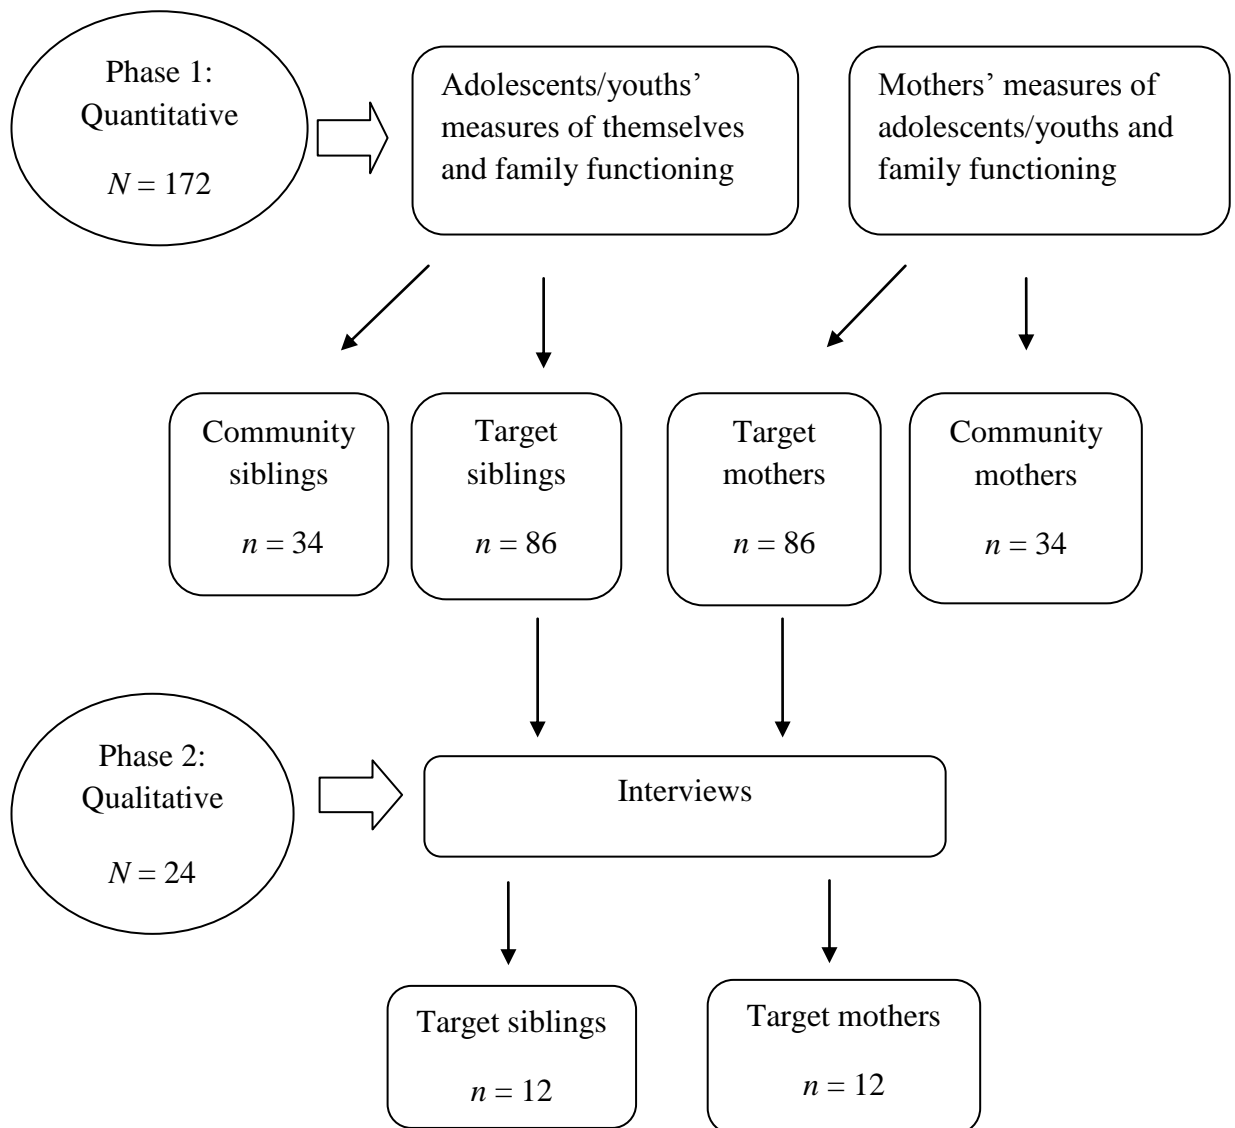 Phase 1:
Quantitative
N = 172
Adolescents/youths’
measures of themselves
and family functioning
Mothers’ measures of
adolescents/youths and
family functioning
Community
siblings
n = 34
Target
siblings
n = 86
Target
mothers
n = 86
Community
mothers
n = 34
Phase 2:
Qualitative
N = 24
Interviews
Target siblings
n = 12
Target mothers
n = 12